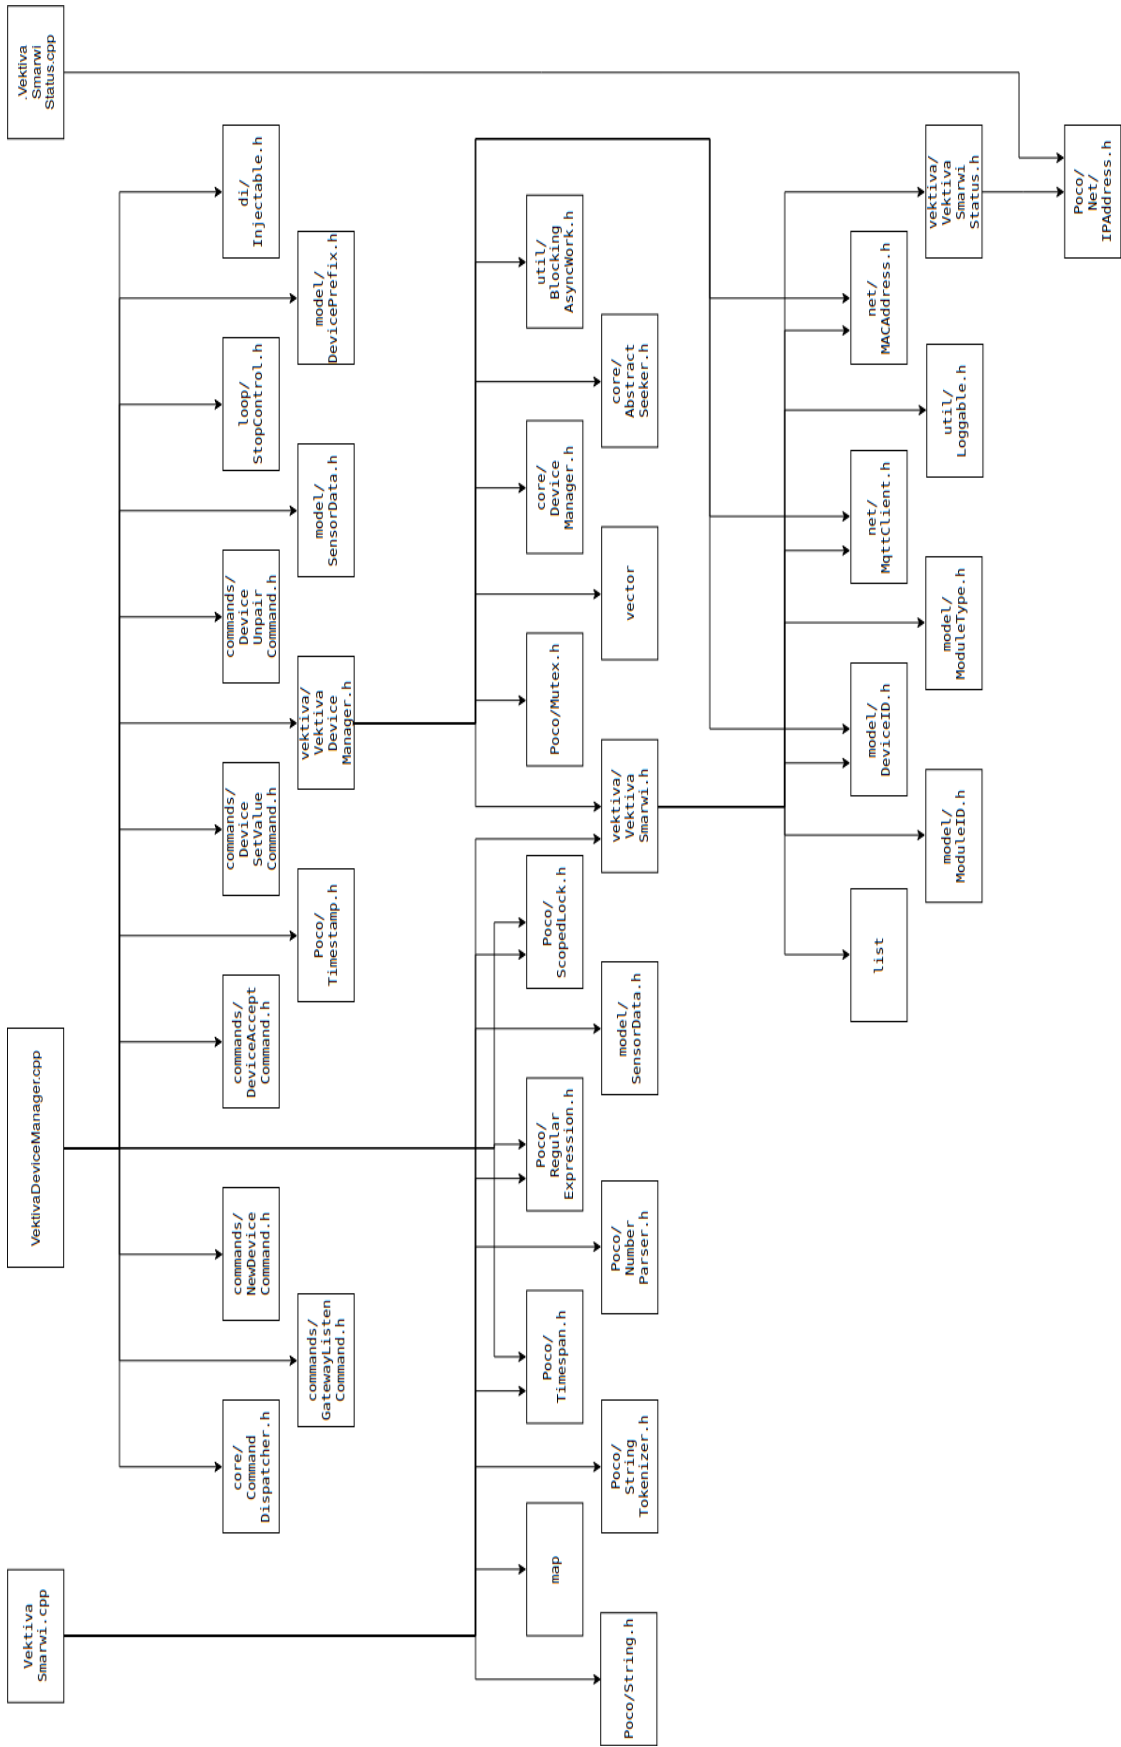 Vektiva
Smarwi.cpp
VektivaDeviceManager.cpp
.Vektiva
Smarwi
Status.cpp
core/
Command
Dispatcher.h
commands/
NewDevice
Command.h
commands/
DeviceAccept
Command.h
commands/
Device
SetValue
Command.h
commands/
Device
Unpair
Command.h
loop/
StopControl.h
di/
Injectable.h
commands/
GatewayListen
Command.h
Poco/
Timestamp.h
vektiva/
Vektiva
Device
Manager.h
model/
SensorData.h
model/
DevicePrefix.h
map
Poco/
Timespan.h
Poco/
Regular
Expression.h
Poco/
ScopedLock.h
Poco/Mutex.h
core/
Device
Manager.h
util/
Blocking
AsyncWork.h
Poco/String.h
Poco/
String
Tokenizer.h
Poco/
Number
Parser.h
model/
SensorData.h
vektiva/
Vektiva
Smarwi.h
vector
core/
Abstract
Seeker.h
list
model/
DeviceID.h
net/
MqttClient.h
net/
MACAddress.h
model/
ModuleID.h
model/
ModuleType.h
util/
Loggable.h
vektiva/
Vektiva
Smarwi
Status.h
Poco/
Net/
IPAddress.h